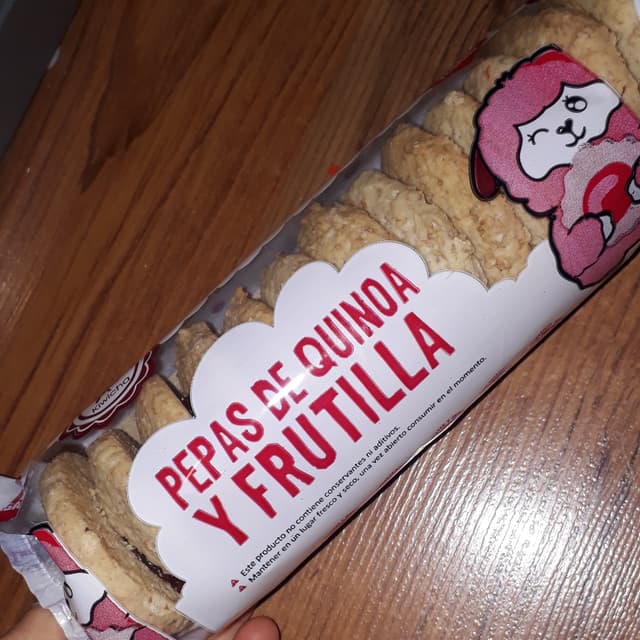 PEPAS DE QUINOA
Y FRUTILLA
Este producto no contiene conservantes ni aditivos.
Mantener en un lugar fresco y seco, una vez abierto consumir en el momento.
kiwicha